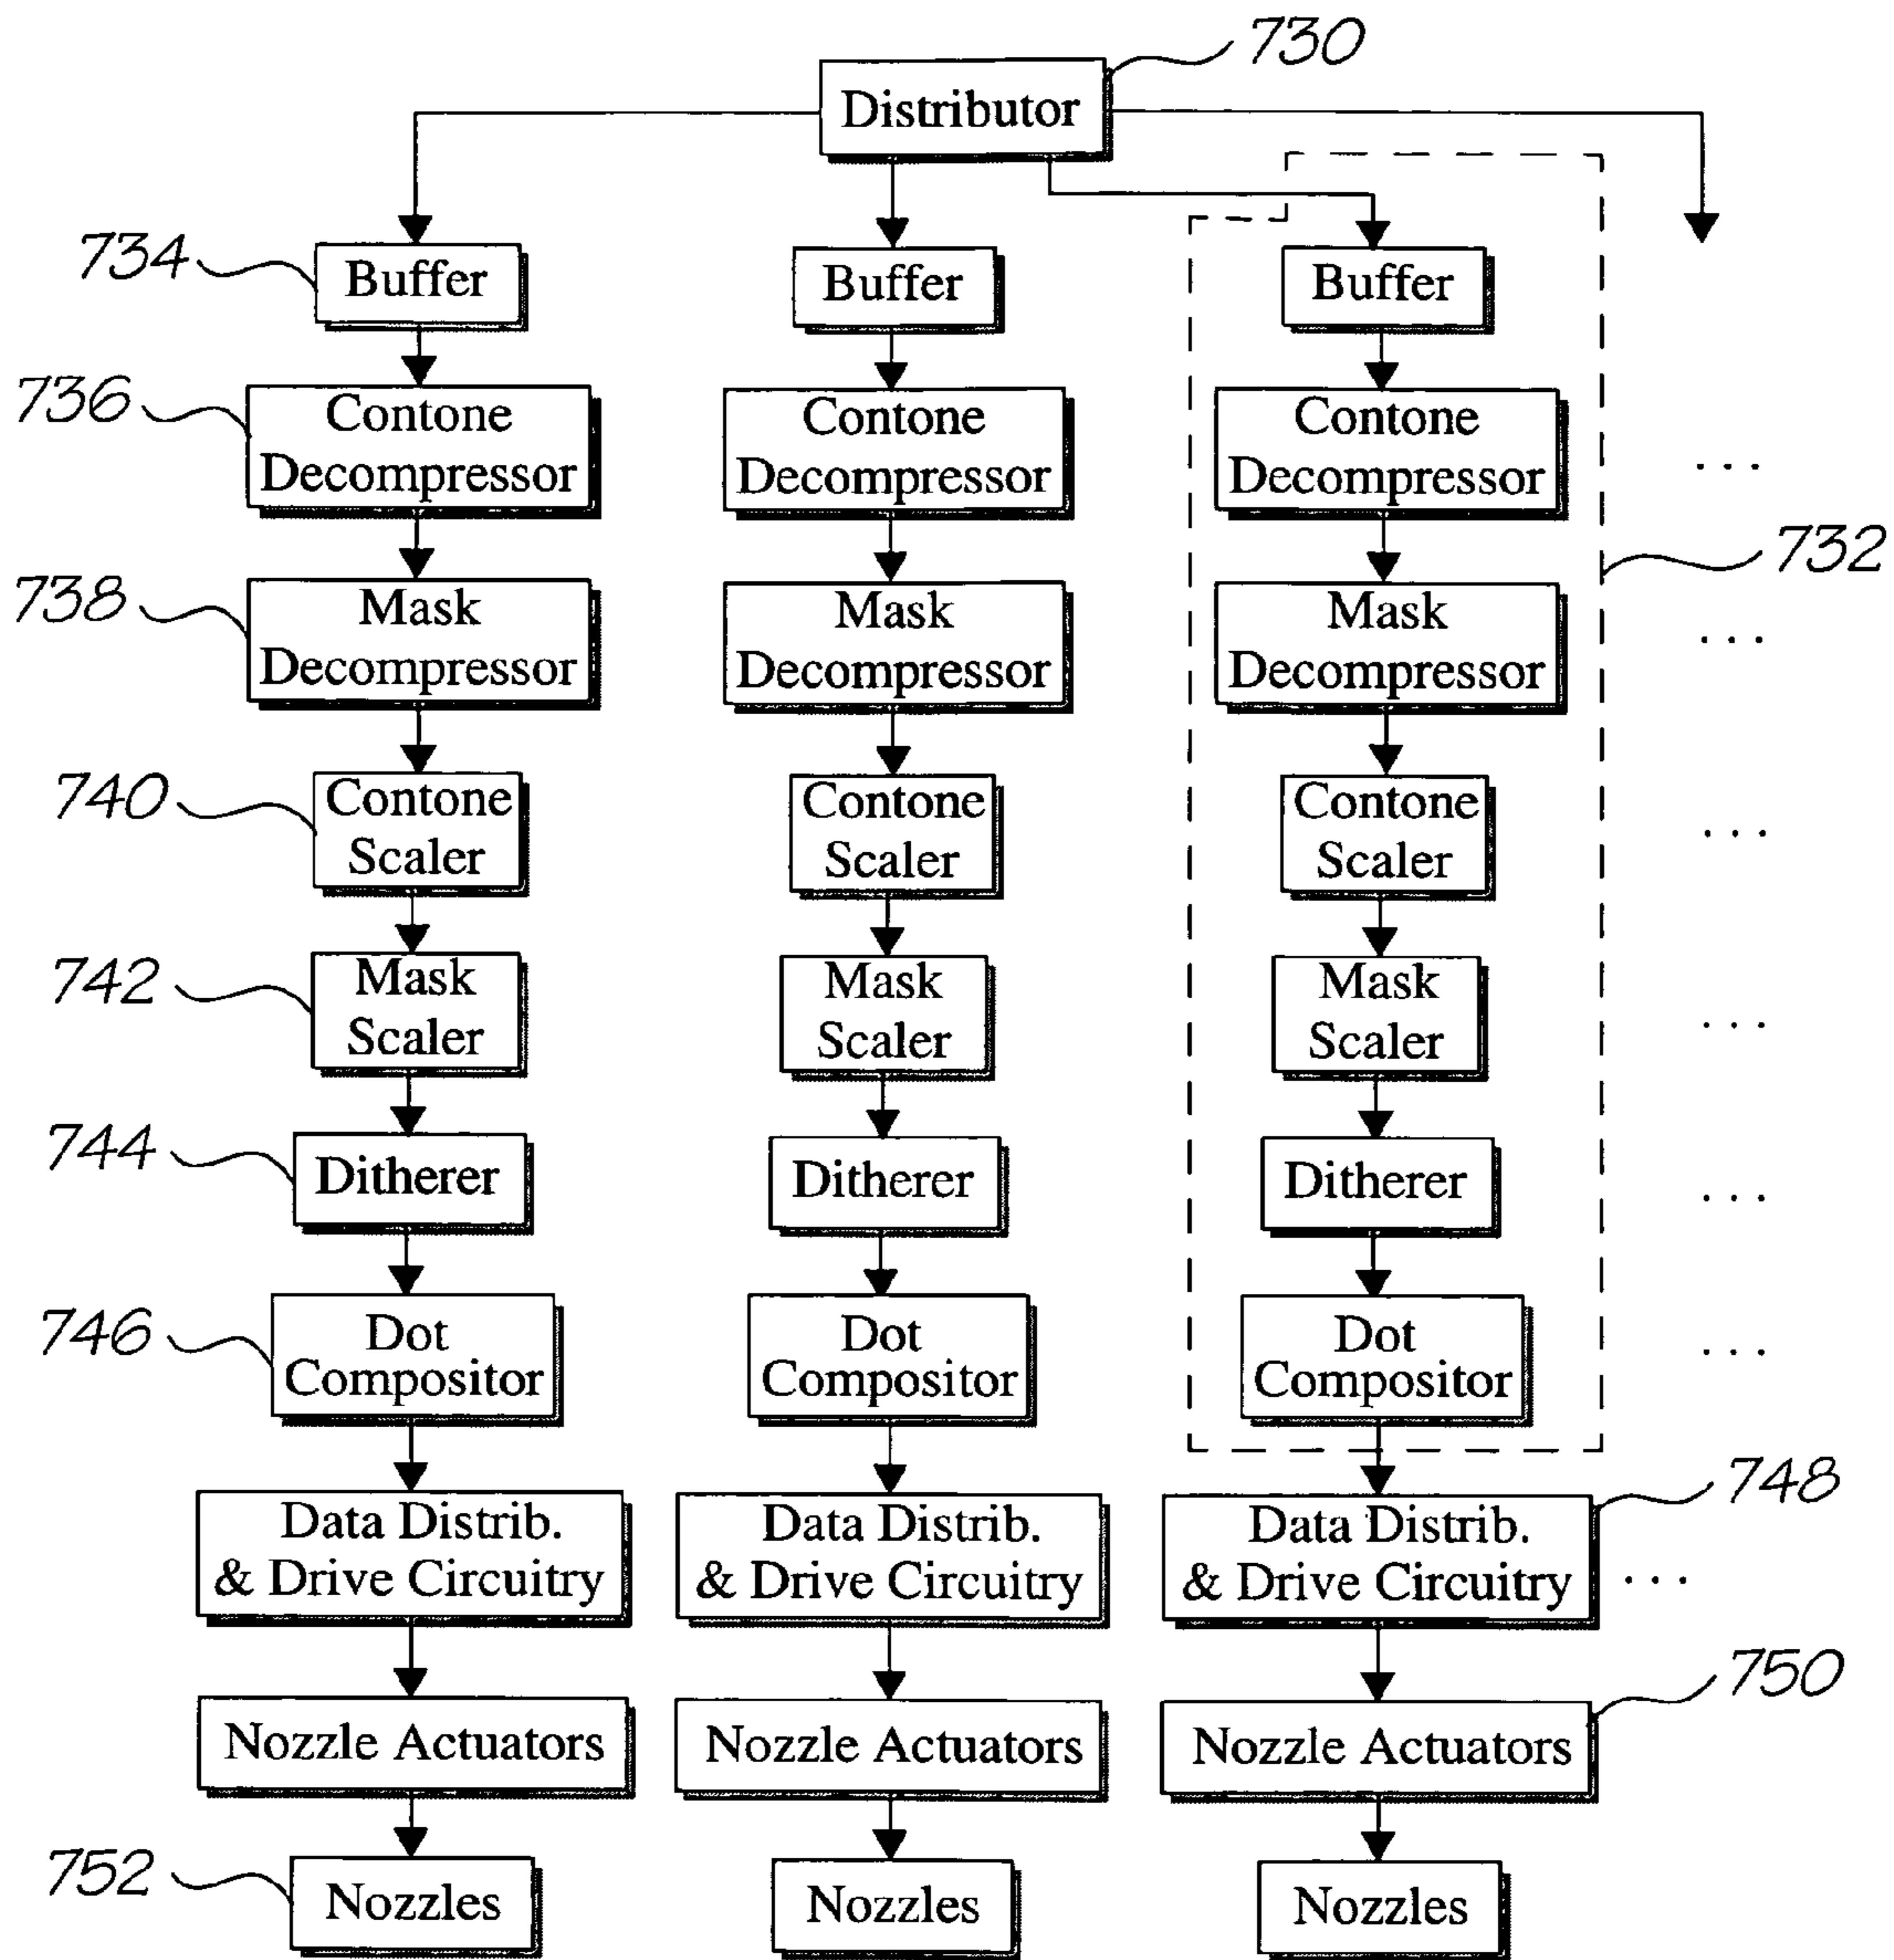 730
Distributor
734
Buffer
Buffer
Buffer
736
Contone
Decompressor
Contone
Decompressor
Contone
Decompressor
...
732
738
Mask
Decompressor
Mask
Decompressor
Mask
Decompressor
...
740
Contone
Scaler
Contone
Scaler
Contone
Scaler
...
742
Mask
Scaler
Mask
Scaler
Mask
Scaler
...
744
Ditherer
Ditherer
Ditherer
...
746
Dot
Compositor
Dot
Compositor
Dot
Compositor
...
748
Data Distrib.
& Drive Circuitry
Data Distrib.
& Drive Circuitry
Data Distrib.
& Drive Circuitry
...
750
Nozzle Actuators
Nozzle Actuators
Nozzle Actuators
752
Nozzles
Nozzles
Nozzles